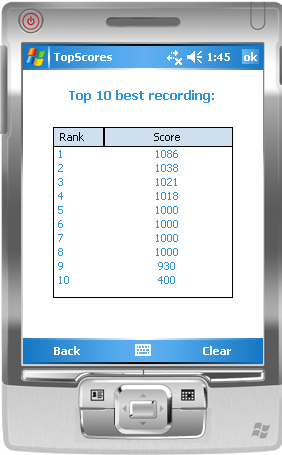 TopScores 1:45 ok
Top 10 best recording:
Rank Score
1 1086
2 1038
3 1021
4 1018
5 1000
6 1000
7 1000
8 1000
9 930
10 400
Back Clear